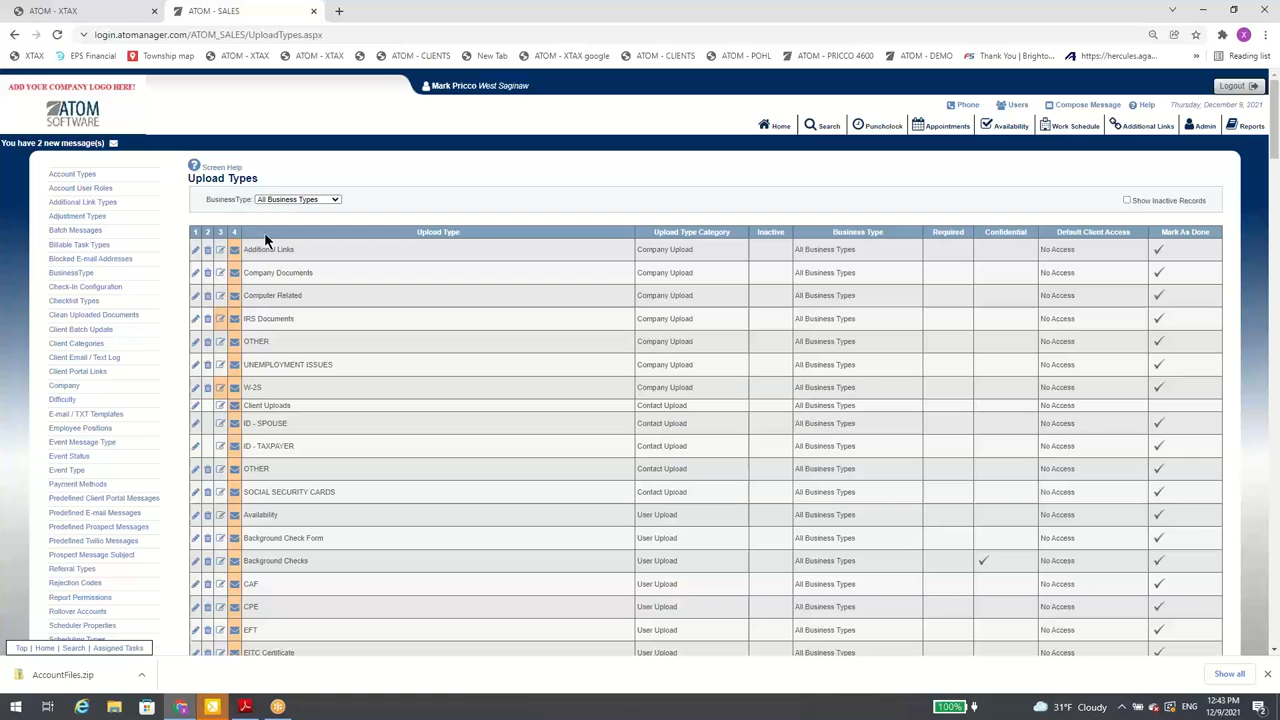 ATOM - XTAX
ATOM - SALES
login.atomanager.com/ATOM_SALES/UploadTypes.aspx
XTAX
EPS Financial
Township map
ATOM - XTAX
ATOM - XTAX
ATOM - CLIENTS
New Tab
ATOM - XTAX google
ATOM - CLIENTS
ATOM - POHL
ATOM - PRICCO 4600
ATOM - DEMO
Thank You | Brighto...
https://hercules.aga...
Reading list
ADD YOUR COMPANY LOGO HERE!
ATOM
SOFTWARE
Mark Pricco West Saginaw
Logout
Phone Users Compose Message Help Thursday, December 9, 2021
Home Search Punchclock Appointments Availability Work Schedule Additional Links Admin Reports
You have 2 new message(s)
Account Types
Account User Roles
Additional Link Types
Adjustment Types
Batch Messages
Billable Task Types
Blocked E-mail Addresses
BusinessType
Check-In Configuration
Checklist Types
Clean Uploaded Documents
Client Batch Update
Client Categories
Client Email / Text Log
Client Portal Links
Company
Difficulty
E-mail / TXT Templates
Employee Positions
Event Message Type
Event Status
Event Type
Payment Methods
Predefined Client Portal Messages
Predefined E-mail Messages
Predefined Prospect Messages
Predefined Twilio Messages
Prospect Message Subject
Referral Types
Rejection Codes
Report Permissions
Rollover Accounts
Scheduler Properties
Scheduling Types
Top | Home | Search | Assigned Tasks
Screen Help
Upload Types
BusinessType: All Business Types
Show Inactive Records
1 2 3 4 Upload Type Upload Type Category Inactive Business Type Required Confidential Default Client Access Mark As Done
Additional Links Company Upload All Business Types No Access
Company Documents Company Upload All Business Types No Access
Computer Related Company Upload All Business Types No Access
IRS Documents Company Upload All Business Types No Access
OTHER Company Upload All Business Types No Access
UNEMPLOYMENT ISSUES Company Upload All Business Types No Access
W-2S Company Upload All Business Types No Access
Client Uploads Contact Upload All Business Types No Access
ID - SPOUSE Contact Upload All Business Types No Access
ID - TAXPAYER Contact Upload All Business Types No Access
OTHER Contact Upload All Business Types No Access
SOCIAL SECURITY CARDS Contact Upload All Business Types No Access
Availability User Upload All Business Types No Access
Background Check Form User Upload All Business Types No Access
Background Checks User Upload All Business Types No Access
CAF User Upload All Business Types No Access
CPE User Upload All Business Types No Access
EFT User Upload All Business Types No Access
EITC Certificate User Upload All Business Types No Access
AccountFiles.zip
Show all
100%
31°F Cloudy
ENG
12:43 PM
12/9/2021
2